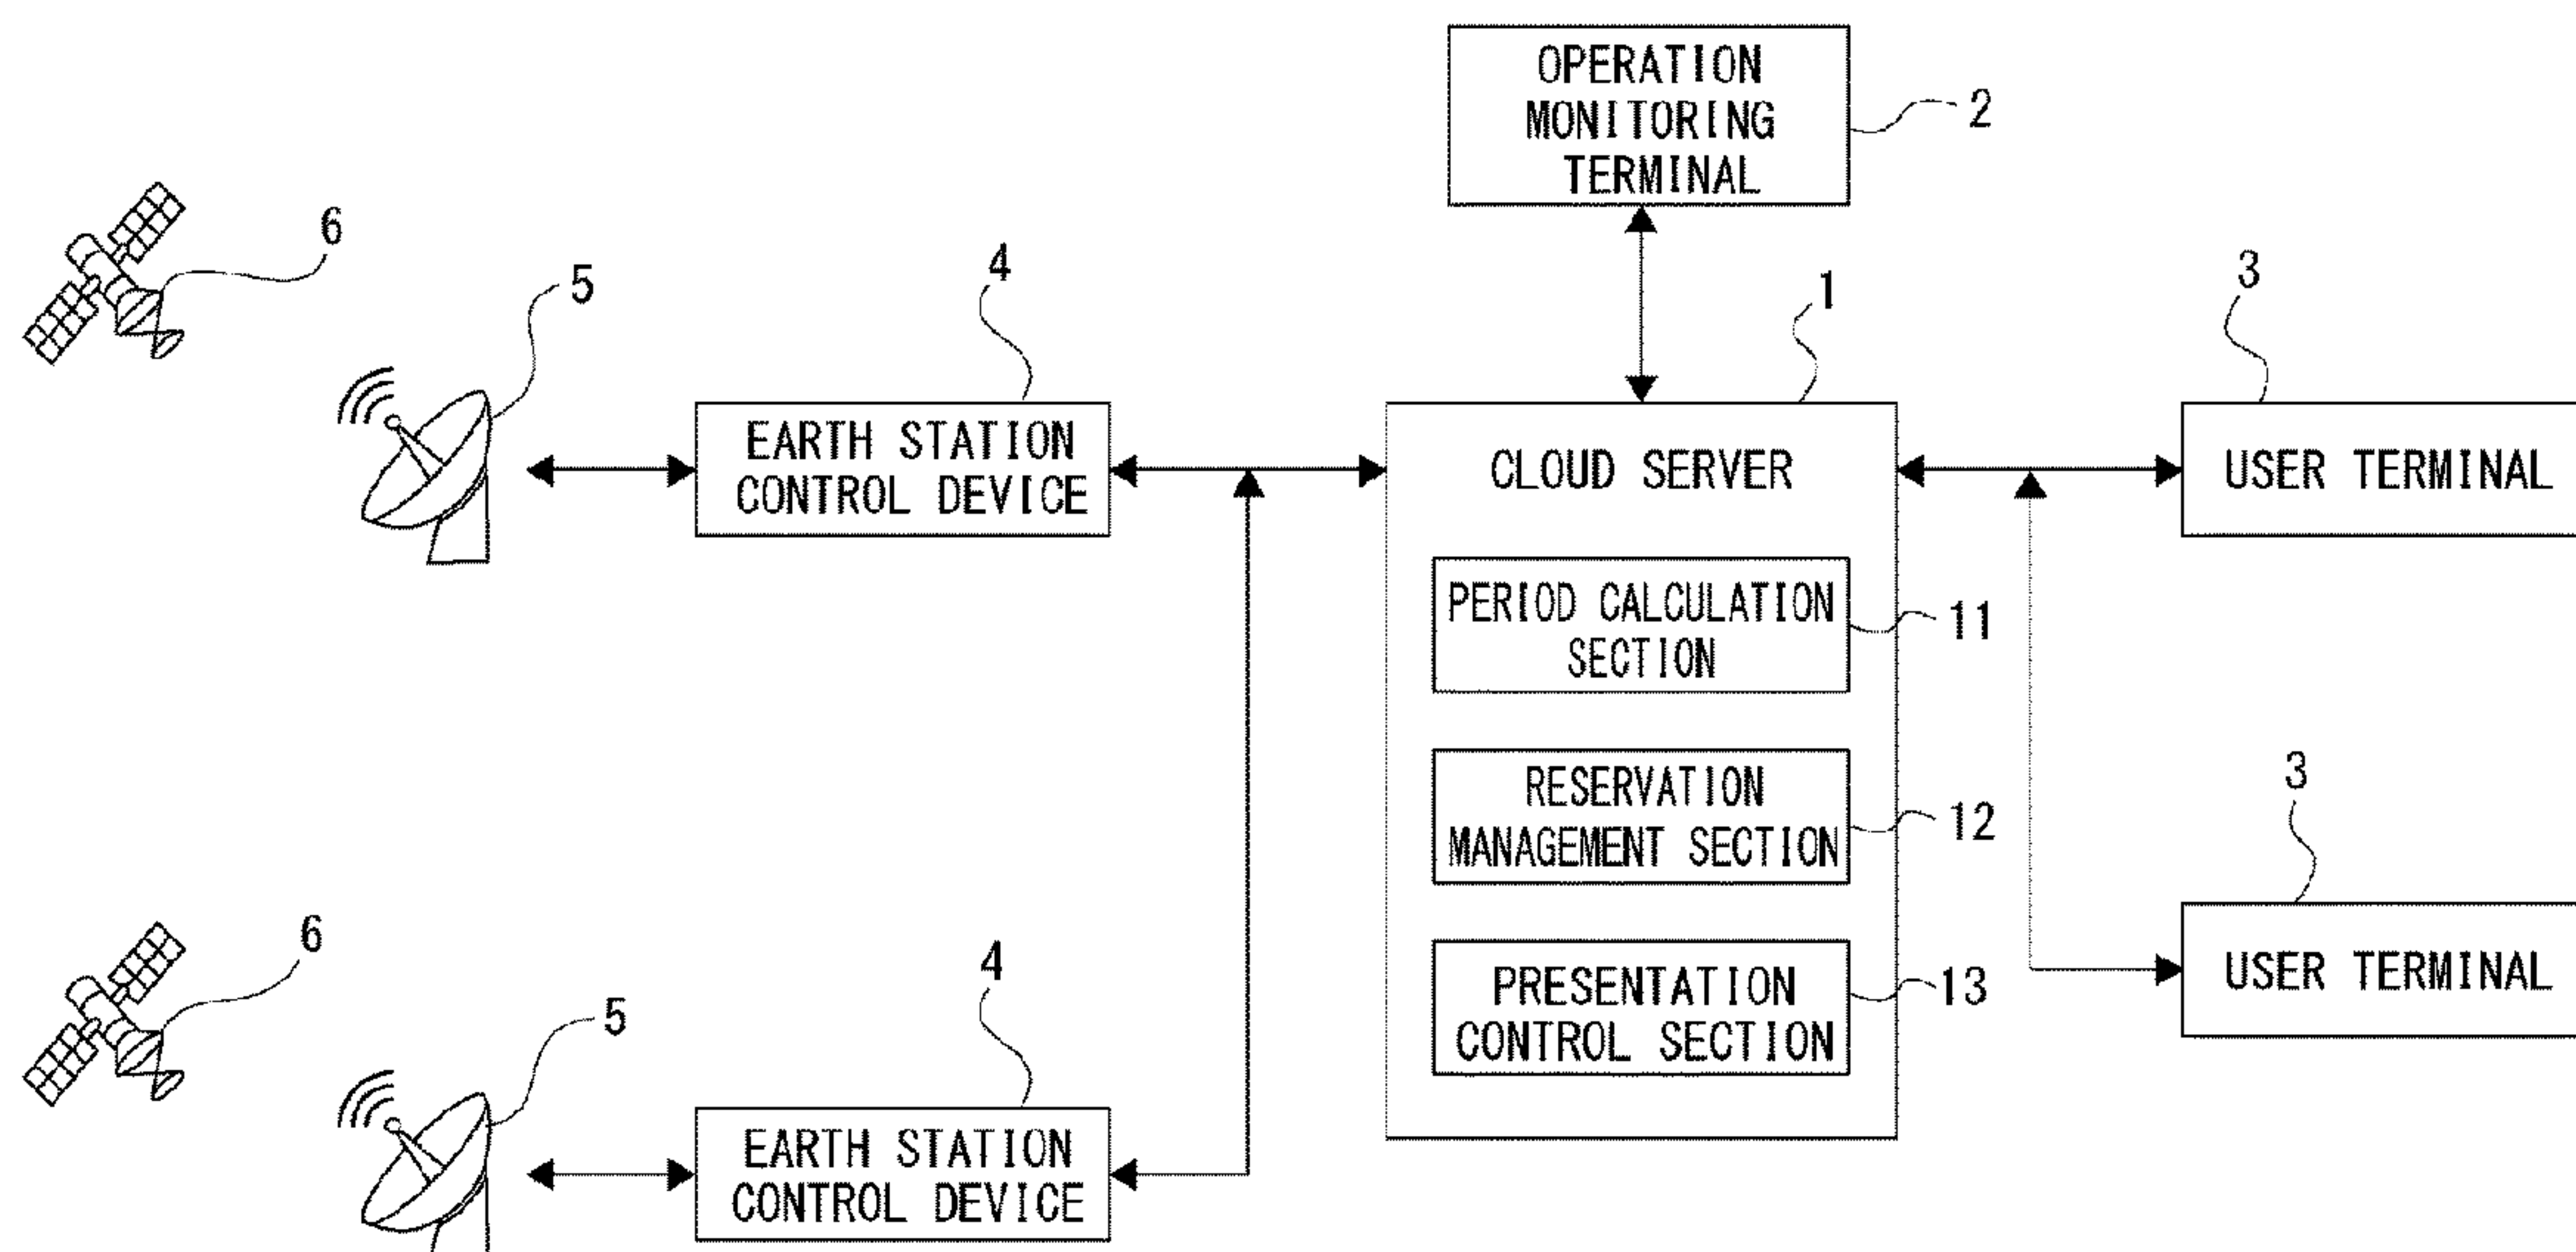 OPERATION
MONITORING
TERMINAL
2
6
5
4
1
3
EARTH STATION
CONTROL DEVICE
CLOUD SERVER
USER TERMINAL
PERIOD CALCULATION
SECTION
11
RESERVATION
MANAGEMENT SECTION
12
3
6
5
4
PRESENTATION
CONTROL SECTION
13
USER TERMINAL
EARTH STATION
CONTROL DEVICE